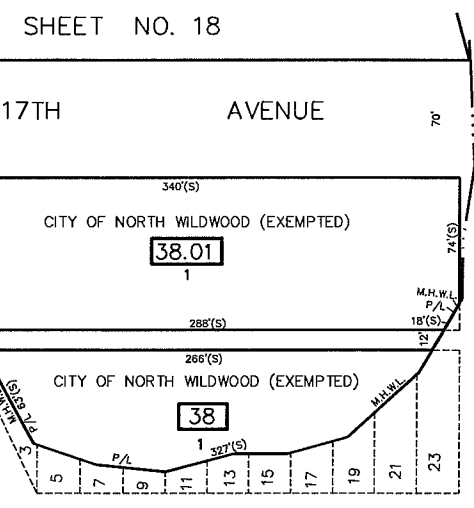 SHEET NO. 18
17TH AVENUE
70'
340'(S)
CITY OF NORTH WILDWOOD (EXEMPTED)
74'(S)
38.01
1
M.H.W.L.
P/L
288'(S)
18'(S)
12'
266'(S)
CITY OF NORTH WILDWOOD (EXEMPTED)
M.H.W.L.
P/L 63'(S)
38
1
327'(S)
P/L
3
5
7
9
11
13
15
17
19
21
23